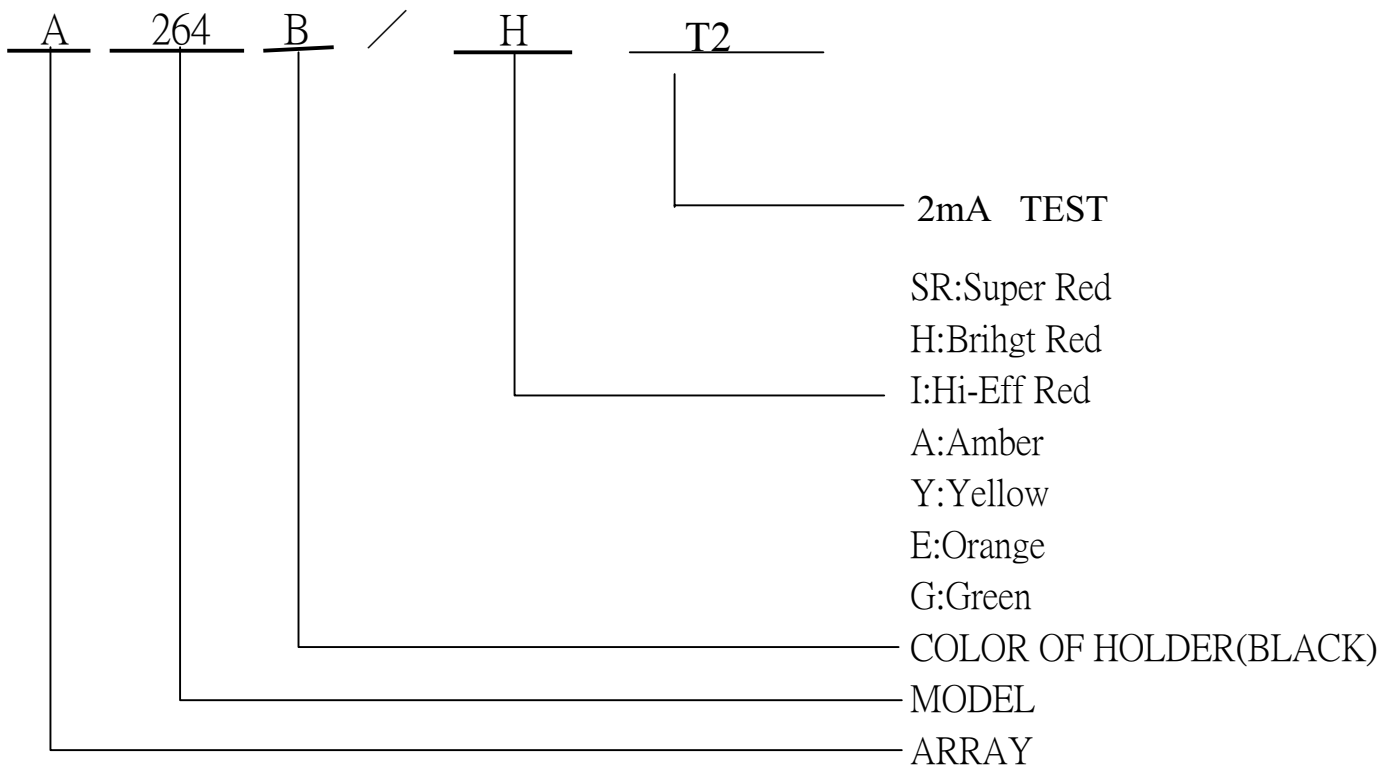 A 264 B ／ H T2
2mA TEST
SR:Super Red
H:Brihgt Red
I:Hi-Eff Red
A:Amber
Y:Yellow
E:Orange
G:Green
COLOR OF HOLDER(BLACK)
MODEL
ARRAY